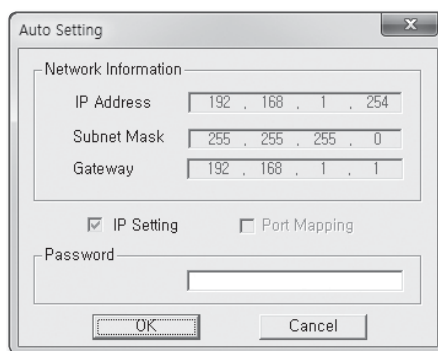 Auto Setting
Network Information
IP Address 192 . 168 . 1 . 254
Subnet Mask 255 . 255 . 255 . 0
Gateway 192 . 168 . 1 . 1
IP Setting Port Mapping
Password
OK Cancel